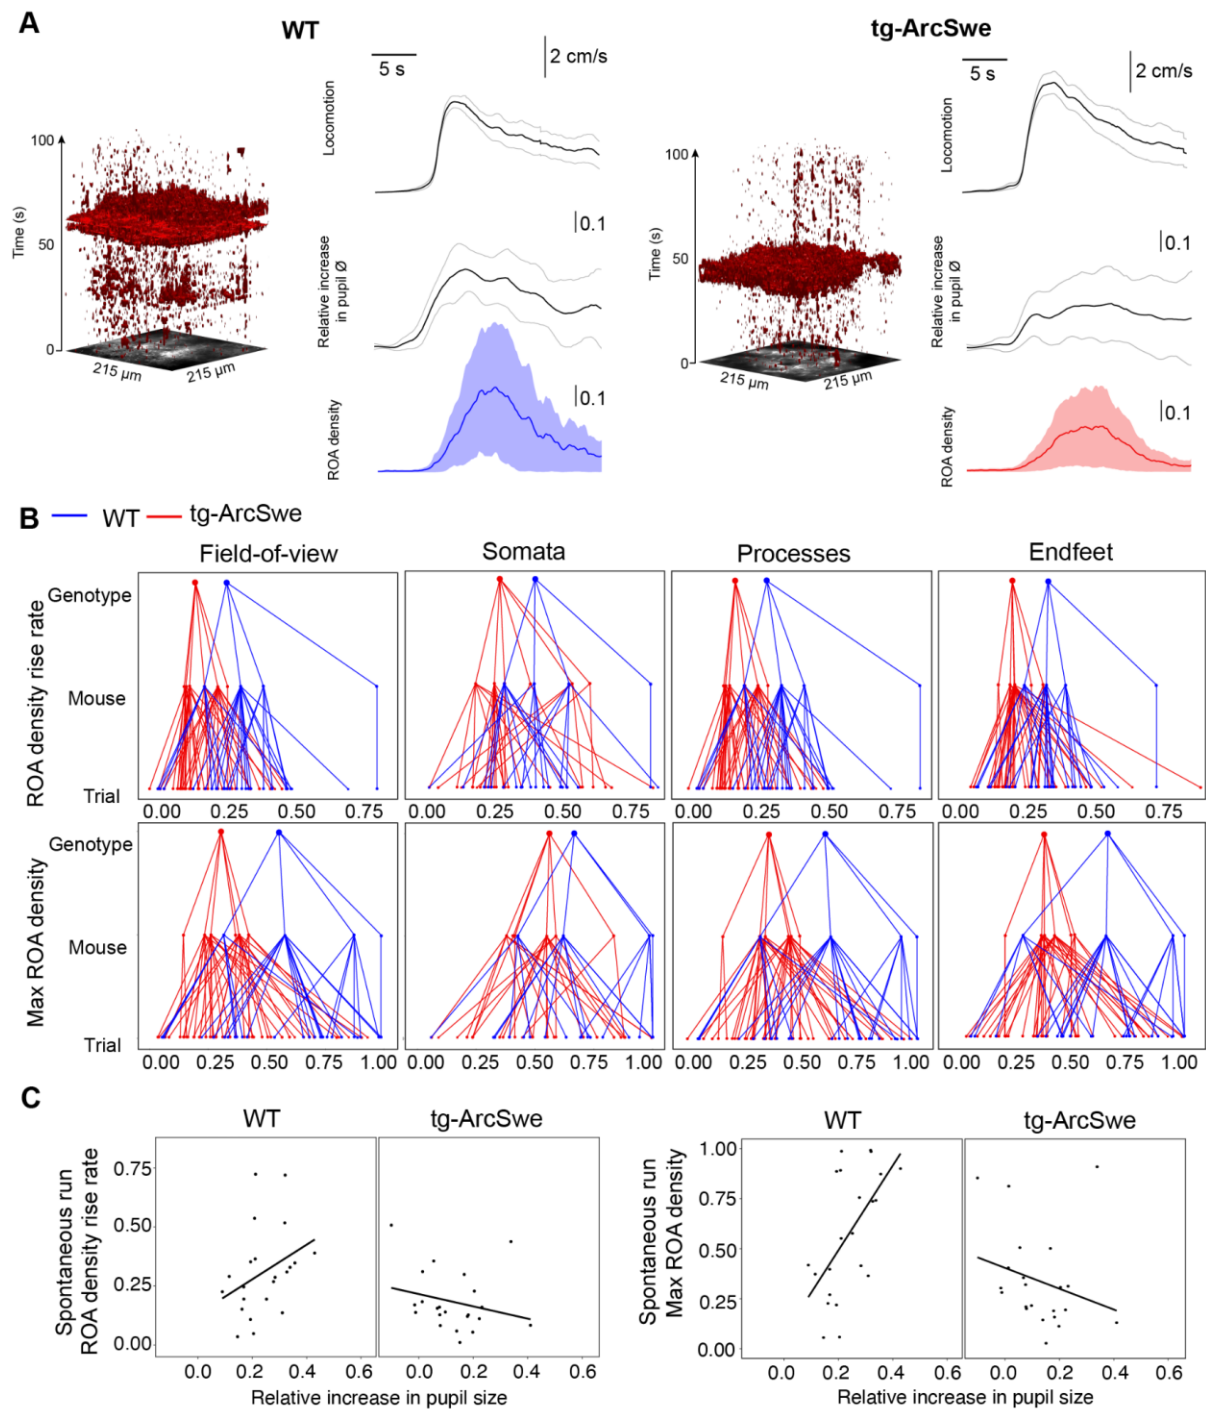 A
WT
tg-ArcSwe
5 s
2 cm/s
5 s
2 cm/s
Locomotion
Locomotion
100
50
0
Time (s)
215 µm
215 µm
100
50
0
Time (s)
215 µm
215 µm
0.1
0.1
Relative increase
in pupil Ø
Relative increase
in pupil Ø
0.1
0.1
ROA density
ROA density
B
WT
tg-ArcSwe
Field-of-view
Somata
Processes
Endfeet
ROA density rise rate
Genotype
Mouse
Trial
0.00 0.25 0.50 0.75
0.00 0.25 0.50 0.75
0.00 0.25 0.50 0.75
0.00 0.25 0.50 0.75
Max ROA density
Genotype
Mouse
Trial
0.00 0.25 0.50 0.75 1.00
0.00 0.25 0.50 0.75 1.00
0.00 0.25 0.50 0.75 1.00
0.00 0.25 0.50 0.75 1.00
C
WT
tg-ArcSwe
WT
tg-ArcSwe
Spontaneous run
ROA density rise rate
0.75
0.50
0.25
0.00
0.0 0.2 0.4 0.6
0.0 0.2 0.4 0.6
Relative increase in pupil size
Spontaneous run
Max ROA density
1.00
0.75
0.50
0.25
0.00
0.0 0.2 0.4 0.6
0.0 0.2 0.4 0.6
Relative increase in pupil size